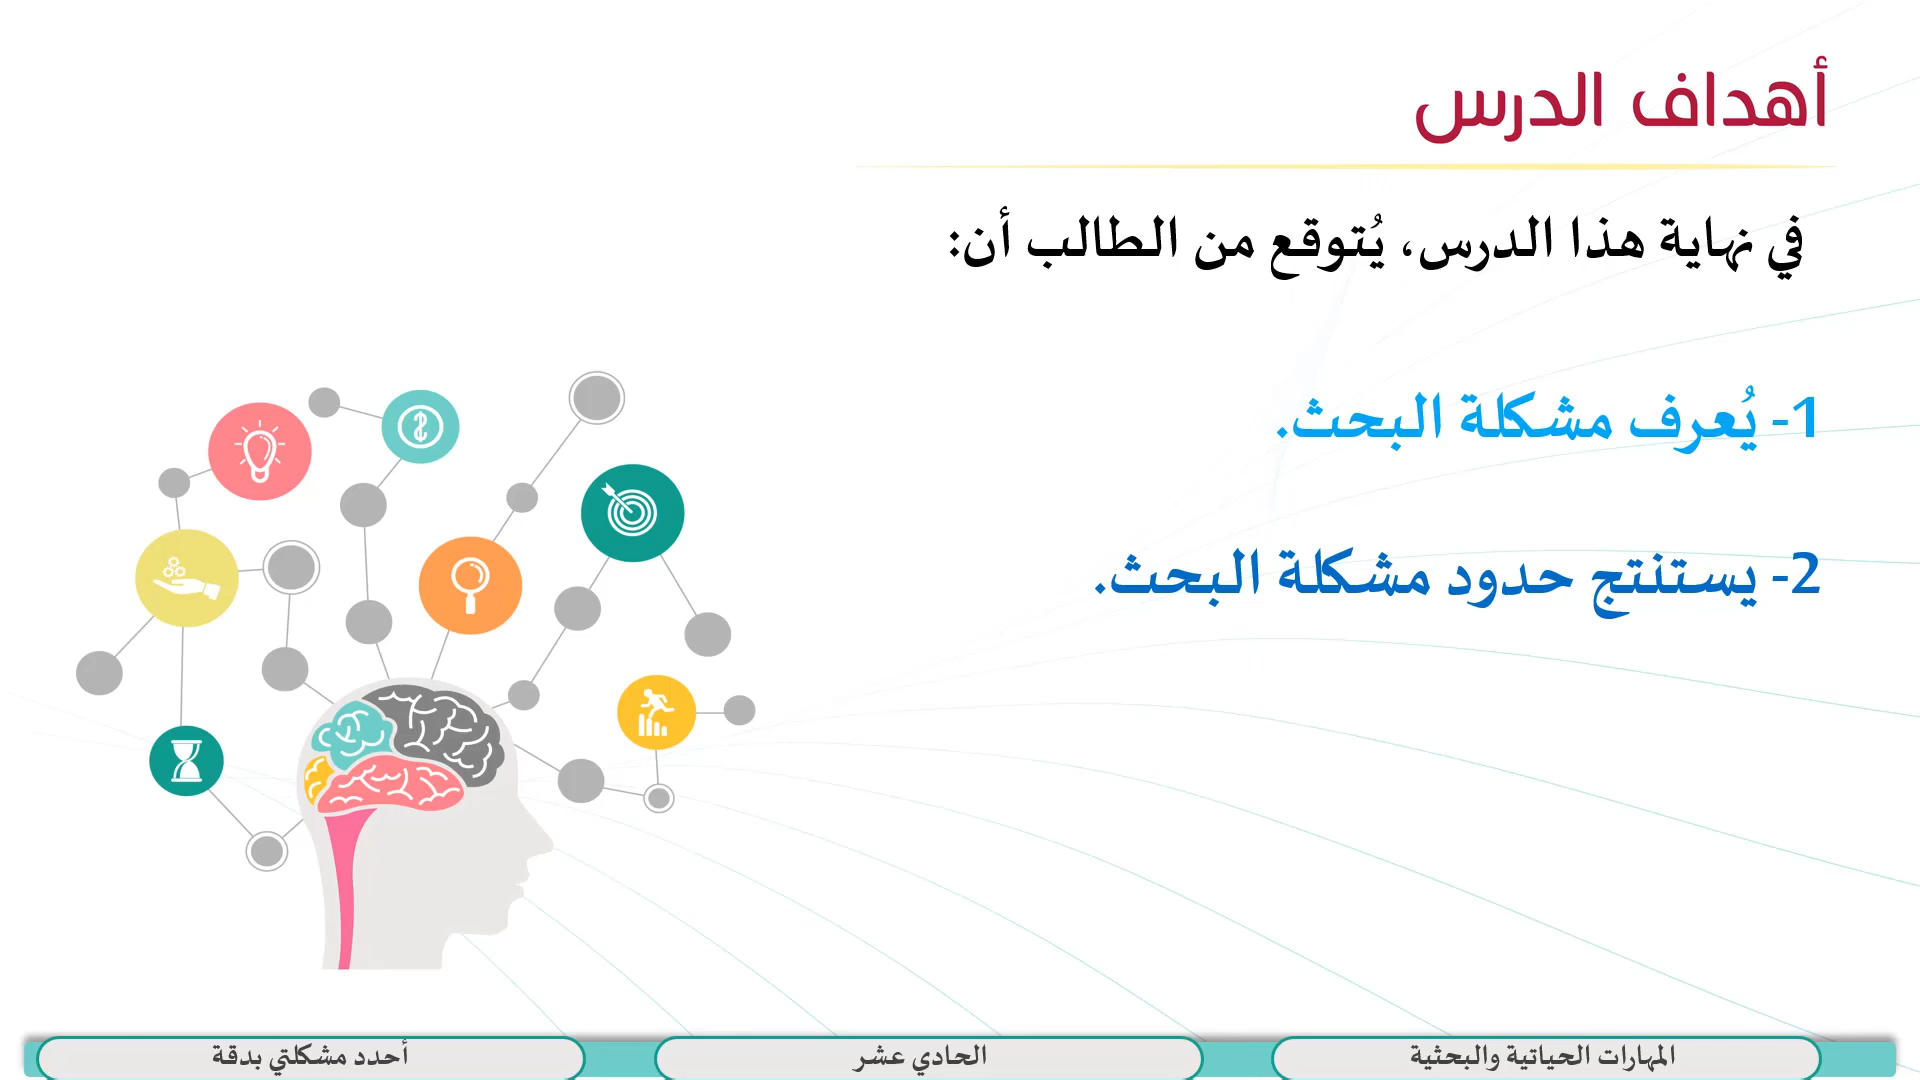 أهداف الدرس
في نهاية هذا الدرس، يُتوقع من الطالب أن:
1- يُعرف مشكلة البحث.
2- يستنتج حدود مشكلة البحث.
المهارات الحياتية والبحثية
الحادي عشر
أحدد مشكلتي بدقة